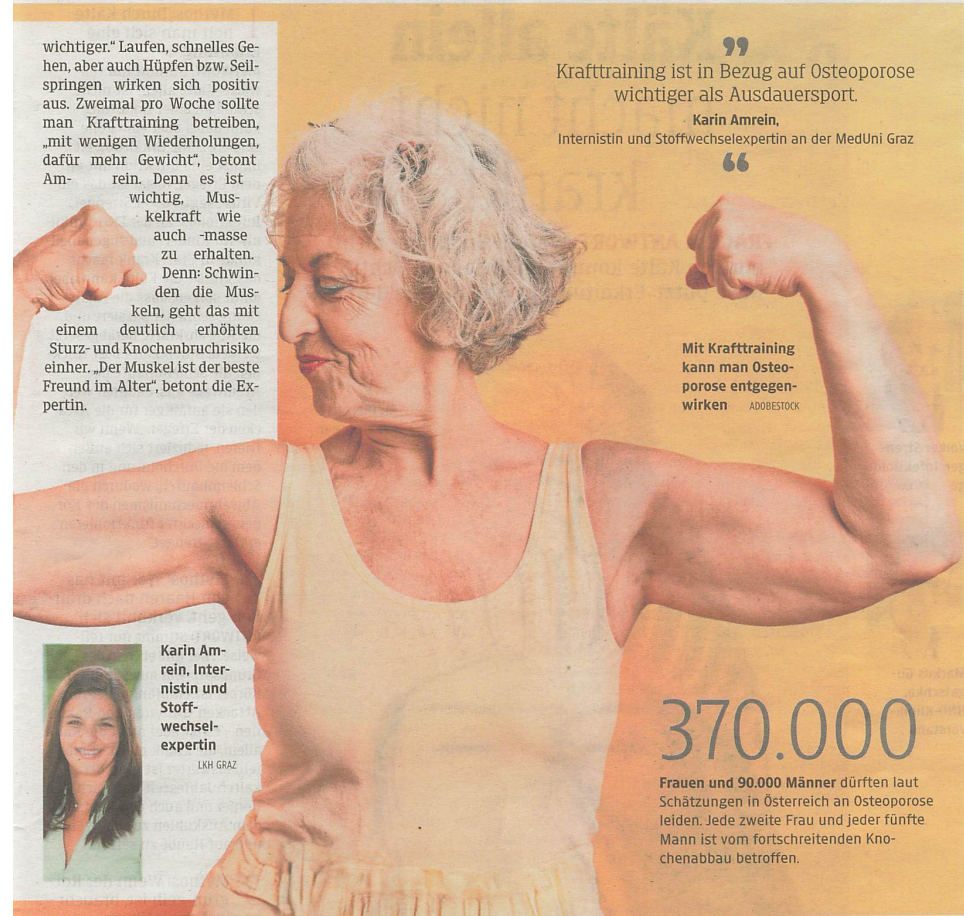 wichtiger.“ Laufen, schnelles Ge-
hen, aber auch Hüpfen bzw. Seil-
springen wirken sich positiv
aus. Zweimal pro Woche sollte
man Krafttraining betreiben,
„mit wenigen Wiederholungen,
dafür mehr Gewicht“, betont
Am- rein. Denn es ist
wichtig, Mus-
kelkraft wie
auch -masse
zu erhalten.
Denn: Schwin-
den die Mus-
keln, geht das mit
einem deutlich erhöhten
Sturz- und Knochenbruchrisiko
einher. „Der Muskel ist der beste
Freund im Alter“, betont die Ex-
pertin.
”
Krafttraining ist in Bezug auf Osteoporose
wichtiger als Ausdauersport.
Karin Amrein,
Internistin und Stoffwechselexpertin an der MedUni Graz
“
Mit Krafttraining
kann man Osteo-
porose entgegen-
wirken ADOBESTOCK
Karin Am-
rein, Inter-
nistin und
Stoff-
wechsel-
expertin
LKH GRAZ
370.000
Frauen und 90.000 Männer dürften laut
Schätzungen in Österreich an Osteoporose
leiden. Jede zweite Frau und jeder fünfte
Mann ist vom fortschreitenden Kno-
chenabbau betroffen.